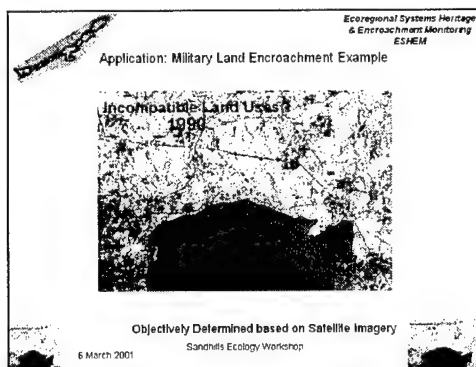 Ecoregional Systems Heritage
& Encroachment Monitoring
ESHEM
Application: Military Land Encroachment Example
Incompatible Land Uses?
1990
Objectively Determined based on Satellite Imagery
6 March 2001
Sandhills Ecology Workshop